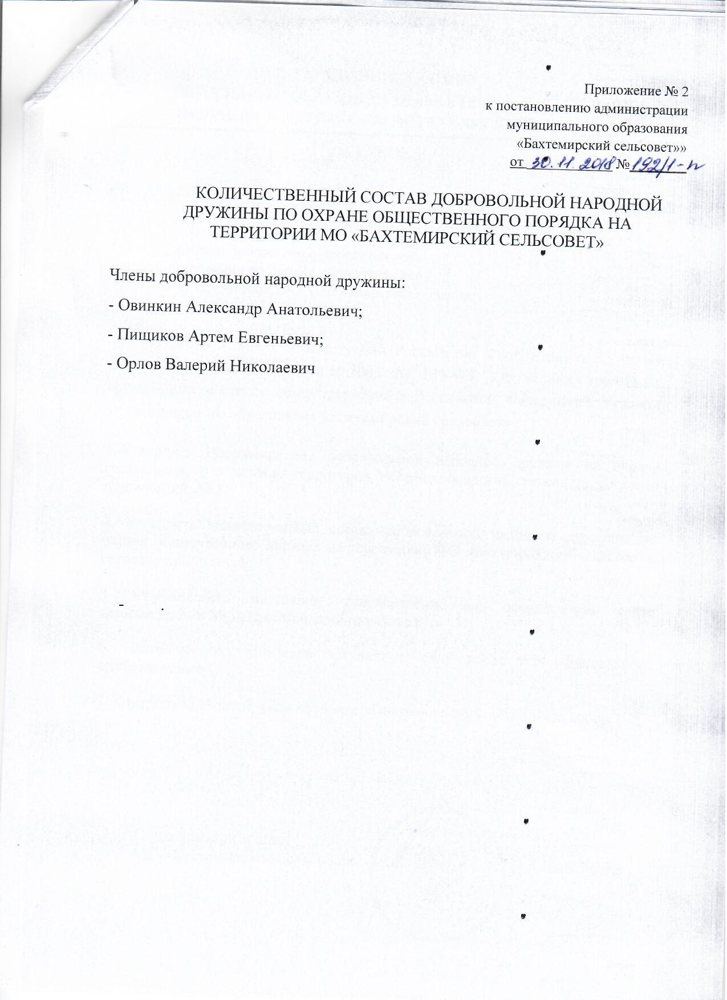 Приложение № 2
к постановлению администрации
муниципального образования
«Бахтемирский сельсовет»»
от 30.11.2018 № 192/1-п
КОЛИЧЕСТВЕННЫЙ СОСТАВ ДОБРОВОЛЬНОЙ НАРОДНОЙ
ДРУЖИНЫ ПО ОХРАНЕ ОБЩЕСТВЕННОГО ПОРЯДКА НА
ТЕРРИТОРИИ МО «БАХТЕМИРСКИЙ СЕЛЬСОВЕТ»
Члены добровольной народной дружины:
- Овинкин Александр Анатольевич;
- Пищиков Артем Евгеньевич;
- Орлов Валерий Николаевич
- .